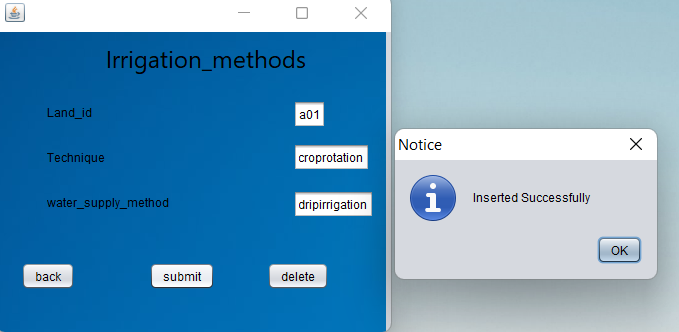 Irrigation_methods
Land_id
a01
Technique
croprotation
water_supply_method
dripirrigation
back
submit
delete
Notice
Inserted Successfully
OK